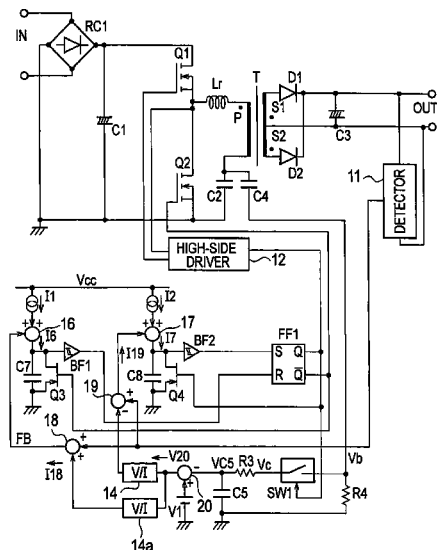 IN
RC1
C1
Q1
Lr
T
D1
P
S1
S2
OUT
C3
Q2
D2
C2
C4
11
DETECTOR
HIGH-SIDE
DRIVER
12
Vcc
I1
I2
16
17
I6
I19
I7
BF1
BF2
FF1
S Q
R Q̅
C7
Q3
C8
Q4
19
18
FB
I18
V20
Vb
V/I
14
20
VC5
R3
Vc
V1
C5
SW1
R4
V/I
14a